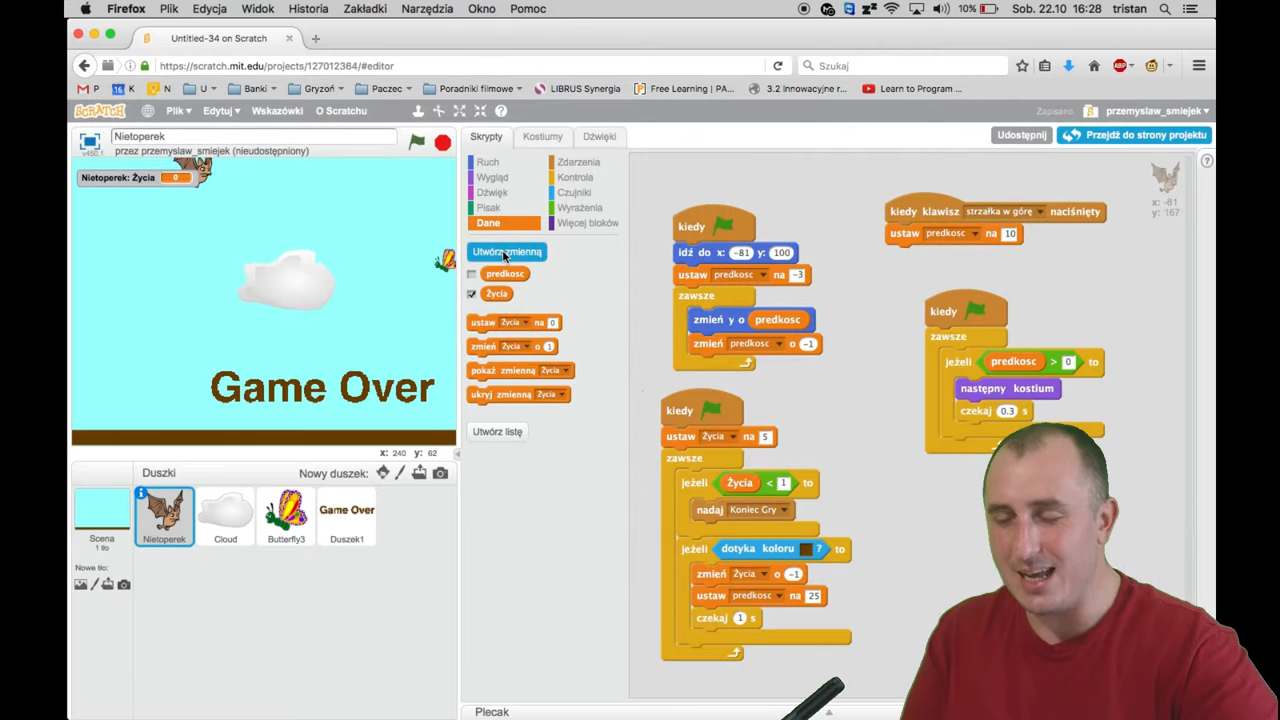 Firefox Plik Edycja Widok Historia Zakładki Narzędzia Okno Pomoc 10% Sob. 22.10 16:28 tristan
Untitled-34 on Scratch
https://scratch.mit.edu/projects/127012364/#editor Szukaj
P 16 K N U Banki Gryzoń Paczec Poradniki filmowe LIBRUS Synergia Free Learning | PA... 3.2 Innowacyjne r... Learn to Program ...
SCRATCH Plik Edytuj Wskazówki O Scratchu Zapisano przemyslaw_smiejek
v450.1 Nietoperek
przez przemyslaw_smiejek (nieudostępniony)
Skrypty Kostiumy Dźwięki Udostępnij Przejdź do strony projektu
Nietoperek: Życia 0
Game Over
x: 240 y: 62
Duszki Nowy duszek:
Scena
1 tło
Nowe tło:
Nietoperek Cloud Butterfly3 Duszek1
Game Over
Ruch Zdarzenia
Wygląd Kontrola
Dźwięk Czujniki
Pisak Wyrażenia
Dane Więcej bloków
Utwórz zmienną
predkosc
Życia
ustaw Życia na 0
zmień Życia o 1
pokaż zmienną Życia
ukryj zmienną Życia
Utwórz listę
kiedy
idź do x: -81 y: 100
ustaw predkosc na -3
zawsze
zmień y o predkosc
zmień predkosc o -1
kiedy
ustaw Życia na 5
zawsze
jeżeli Życia < 1 to
nadaj Koniec Gry
jeżeli dotyka koloru ? to
zmień Życia o -1
ustaw predkosc na 25
czekaj 1 s
kiedy klawisz strzałka w górę naciśnięty
ustaw predkosc na 10
kiedy
zawsze
jeżeli predkosc > 0 to
następny kostium
czekaj 0.3 s
x: -81
y: 167
Plecak